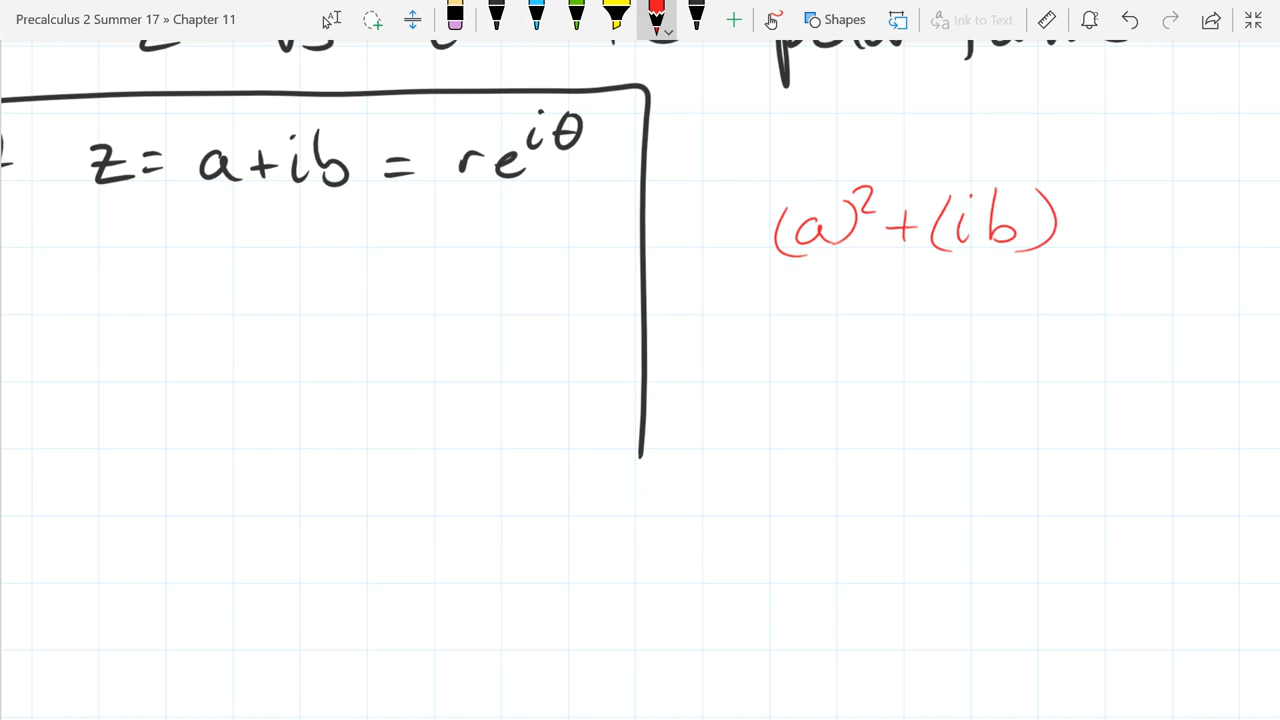 Precalculus 2 Summer 17 » Chapter 11
Shapes
Ink to Text
z = a+ib = re^{iθ}
(a)² + (ib)